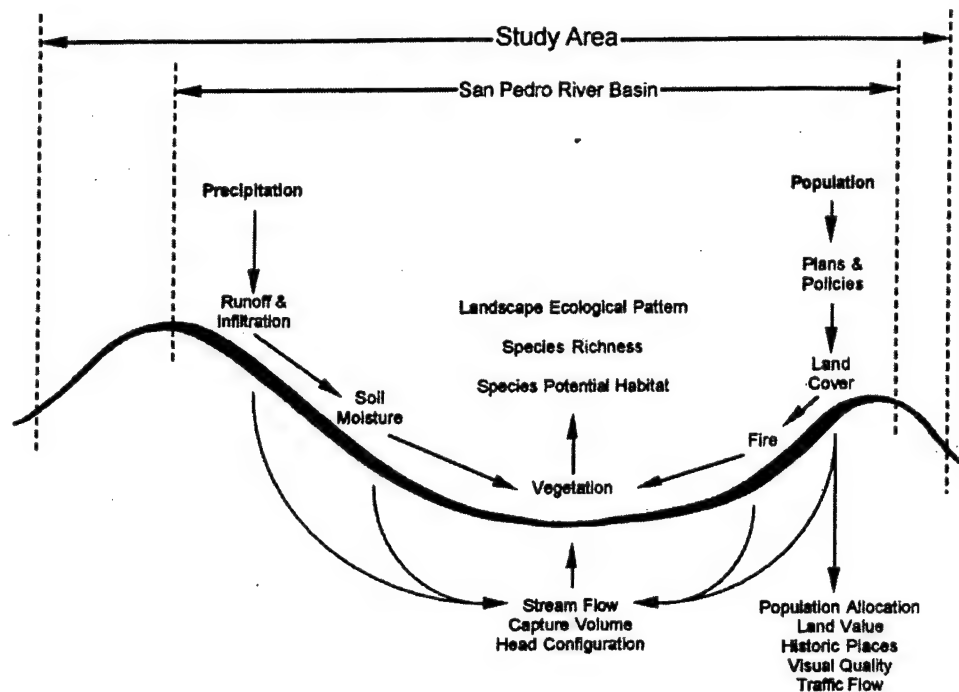 Study Area
San Pedro River Basin
Precipitation
Population
Plans &
Policies
Runoff &
Infiltration
Landscape Ecological Pattern
Species Richness
Species Potential Habitat
Land
Cover
Soil
Moisture
Fire
Vegetation
Stream Flow
Capture Volume
Head Configuration
Population Allocation
Land Value
Historic Places
Visual Quality
Traffic Flow